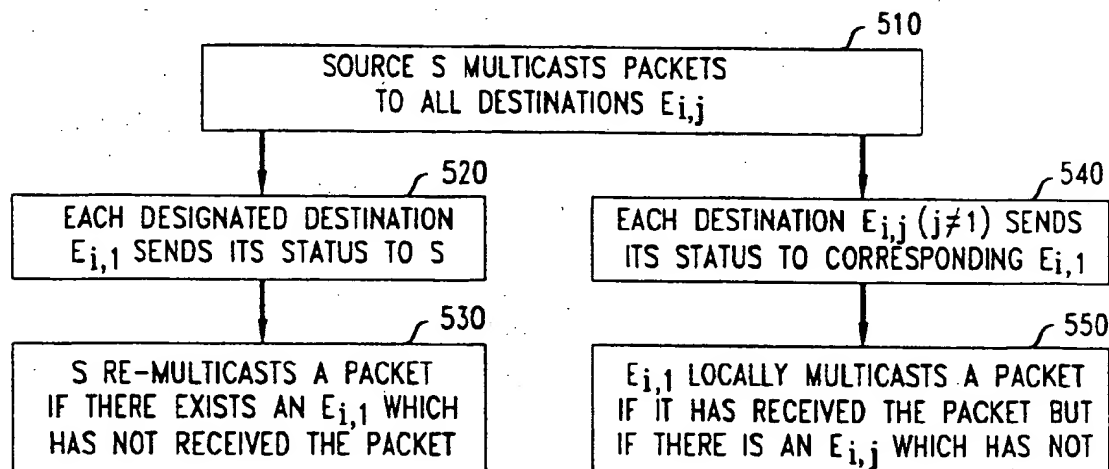 510
SOURCE S MULTICASTS PACKETS
TO ALL DESTINATIONS Ei,j
520
EACH DESIGNATED DESTINATION
Ei,1 SENDS ITS STATUS TO S
530
S RE-MULTICASTS A PACKET
IF THERE EXISTS AN Ei,1 WHICH
HAS NOT RECEIVED THE PACKET
540
EACH DESTINATION Ei,j (j≠1) SENDS
ITS STATUS TO CORRESPONDING Ei,1
550
Ei,1 LOCALLY MULTICASTS A PACKET
IF IT HAS RECEIVED THE PACKET BUT
IF THERE IS AN Ei,j WHICH HAS NOT